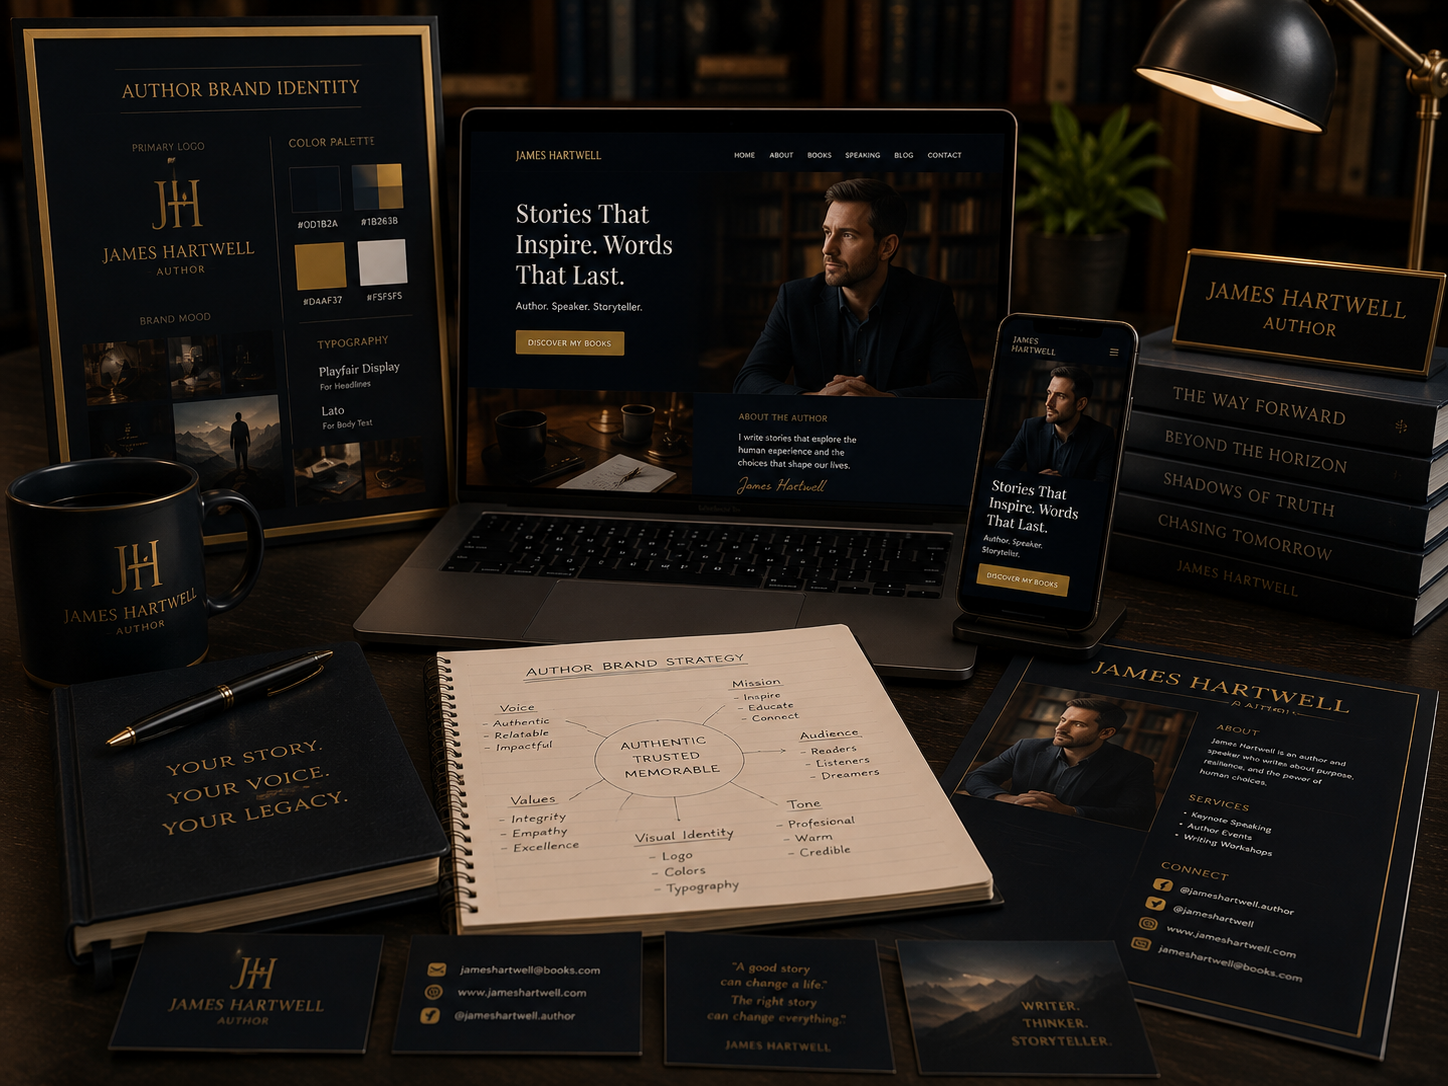 AUTHOR BRAND IDENTITY
PRIMARY LOGO
JH
JAMES HARTWELL
AUTHOR
COLOR PALETTE
#0D1B2A
#1B263B
#DAAF37
#F5F5F5
BRAND MOOD
TYPOGRAPHY
Playfair Display
For Headlines
Lato
For Body Text
JAMES HARTWELL
HOME ABOUT BOOKS SPEAKING BLOG CONTACT
Stories That
Inspire. Words
That Last.
Author. Speaker. Storyteller.
DISCOVER MY BOOKS
ABOUT THE AUTHOR
I write stories that explore the
human experience and the
choices that shape our lives.
James Hartwell
JAMES
HARTWELL
Stories That
Inspire. Words
That Last.
Author. Speaker.
Storyteller.
DISCOVER MY BOOKS
JAMES HARTWELL
AUTHOR
THE WAY FORWARD
BEYOND THE HORIZON
SHADOWS OF TRUTH
CHASING TOMORROW
JAMES HARTWELL
JH
JAMES HARTWELL
- AUTHOR
YOUR STORY.
YOUR VOICE.
YOUR LEGACY.
AUTHOR BRAND STRATEGY
AUTHENTIC
TRUSTED
MEMORABLE
Voice
- Authentic
- Relatable
- Impactful
Mission
- Inspire
- Educate
- Connect
Audience
- Readers
- Listeners
- Dreamers
Values
- Integrity
- Empathy
- Excellence
Visual Identity
- Logo
- Colors
- Typography
Tone
- Profesional
- Warm
- Credible
JAMES HARTWELL
ABOUT
James Hartwell is an author and
speaker who writes about purpose,
resilience, and the power of
human choices.
SERVICES
• Keynote Speaking
• Author Events
• Writing Workshops
CONNECT
@jameshartwell.author
@jameshartwell
www.jameshartwell.com
jameshartwell@books.com
JH
JAMES HARTWELL
AUTHOR
jameshartwell@books.com
www.jameshartwell.com
@jameshartwell.author
"A good story
can change a life."
The right story
can change everything."
JAMES HARTWELL
WRITER.
THINKER.
STORYTELLER.